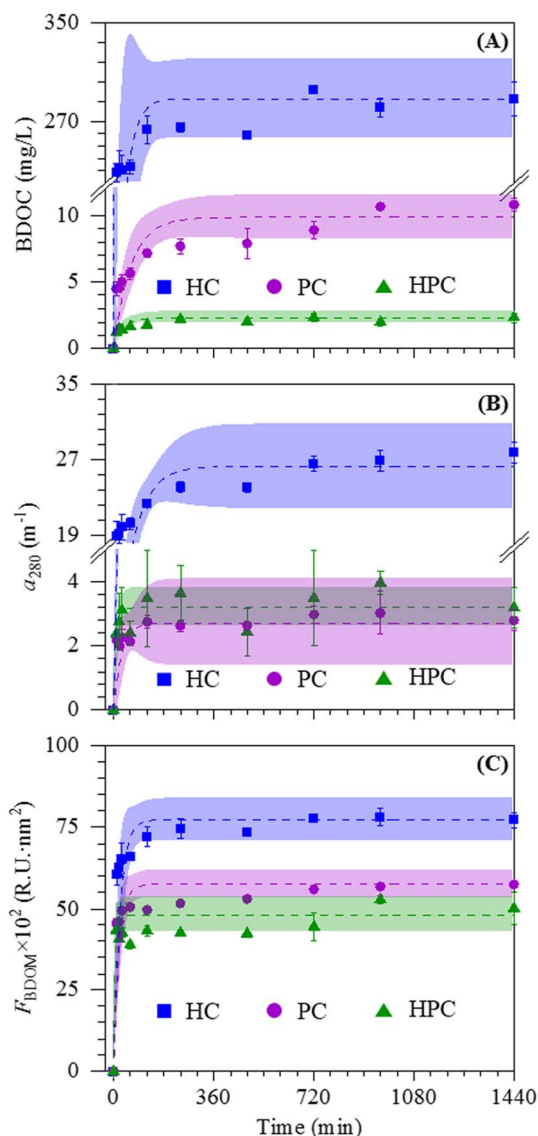 (A)
350
270
10
5
0
BDOC (mg/L)
HC PC HPC
(B)
35
27
19
4
2
0
a280 (m-1)
HC PC HPC
(C)
100
75
50
25
0
FBDOM×10² (R.U.·nm²)
HC PC HPC
0 360 720 1080 1440
Time (min)